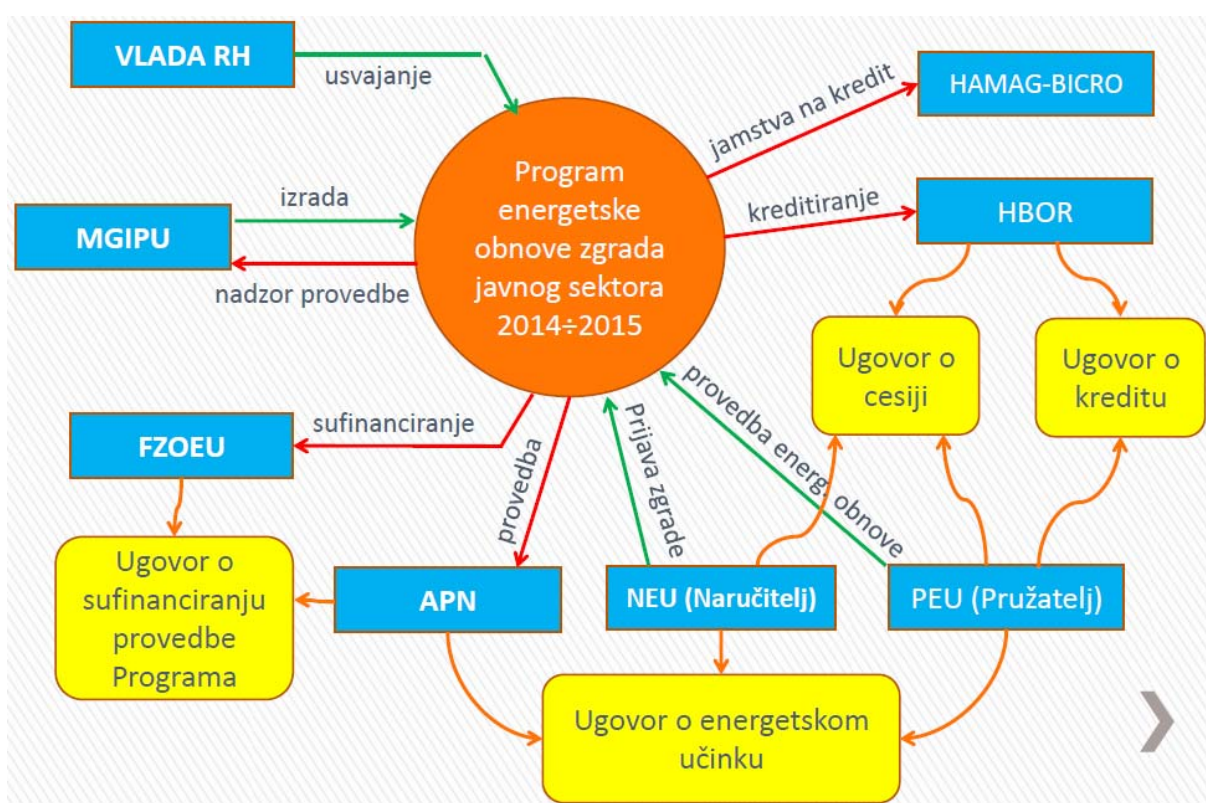 VLADA RH
usvajanje
HAMAG-BICRO
jamstva na kredit
Program
energetske
obnove zgrada
javnog sektora
2014÷2015
izrada
MGIPU
nadzor provedbe
kreditiranje
HBOR
Ugovor o
cesiji
Ugovor o
kreditu
sufinanciranje
FZOEU
provedba
Prijava zgrade
provedba energ. obnove
Ugovor o
sufinanciranju
provedbe
Programa
APN
NEU (Naručitelj)
PEU (Pružatelj)
Ugovor o energetskom
učinku